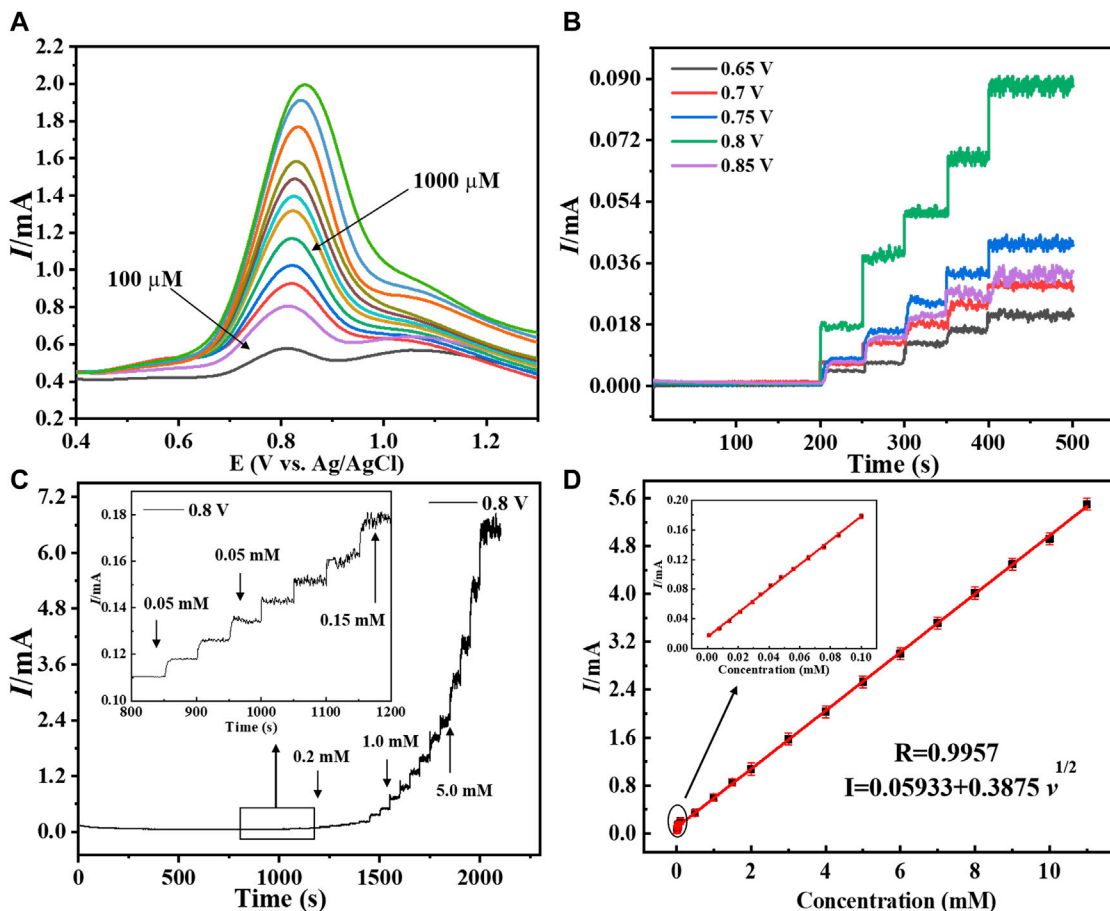 A
I/mA
2.2
2.0
1.8
1.6
1.4
1.2
1.0
0.8
0.6
0.4
0.2
1000 μM
100 μM
0.4 0.6 0.8 1.0 1.2
E (V vs. Ag/AgCl)
B
I/mA
0.090
0.072
0.054
0.036
0.018
0.000
0.65 V
0.7 V
0.75 V
0.8 V
0.85 V
100 200 300 400 500
Time (s)
C
I/mA
7.2
6.0
4.8
3.6
2.4
1.2
0.0
0.8 V
I/mA
0.18
0.16
0.14
0.12
0.10
0.8 V
0.05 mM
0.05 mM
0.15 mM
800 900 1000 1100 1200
Time (s)
0.2 mM
1.0 mM
5.0 mM
0 500 1000 1500 2000
Time (s)
D
I/mA
5.6
4.8
4.0
3.2
2.4
1.6
0.8
0.0
I/mA
0.20
0.16
0.12
0.08
0.04
0.00
0.00 0.02 0.04 0.06 0.08 0.10
Concentration (mM)
R=0.9957
I=0.05933+0.3875 v 1/2
0 2 4 6 8 10
Concentration (mM)